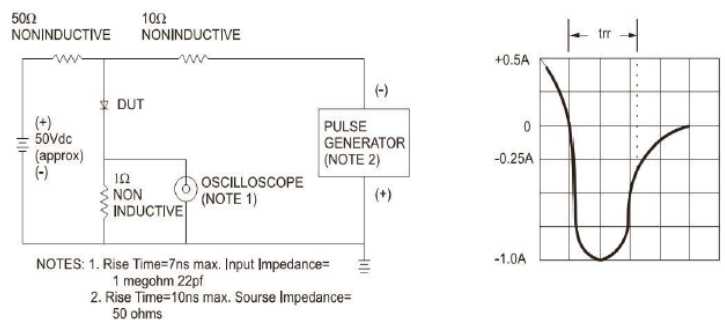 50Ω
NONINDUCTIVE
10Ω
NONINDUCTIVE
(+)
50Vdc
(approx)
(-)
DUT
1Ω
NON
INDUCTIVE
OSCILLOSCOPE
(NOTE 1)
(-)
PULSE
GENERATOR
(NOTE 2)
(+)
NOTES: 1. Rise Time=7ns max. Input Impedance=
1 megohm 22pf
2. Rise Time=10ns max. Sourse Impedance=
50 ohms
trr
+0.5A
0
-0.25A
-1.0A